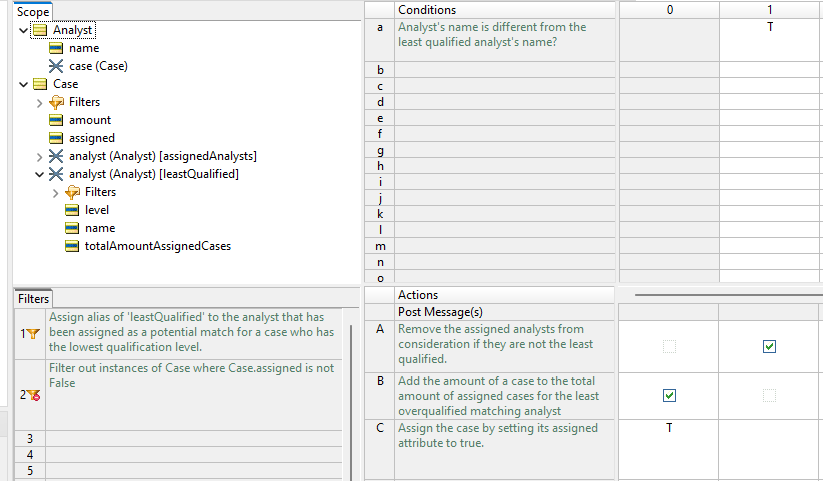 Scope
Analyst
name
case (Case)
Case
Filters
amount
assigned
analyst (Analyst) [assignedAnalysts]
analyst (Analyst) [leastQualified]
Filters
level
name
totalAmountAssignedCases
Filters
1
Assign alias of 'leastQualified' to the analyst that has
been assigned as a potential match for a case who has
the lowest qualification level.
2
Filter out instances of Case where Case.assigned is not
False
3
4
5
Conditions
0
1
a
Analyst's name is different from the
least qualified analyst's name?
T
b
c
d
e
f
g
h
i
j
k
l
m
n
o
Actions
Post Message(s)
A
Remove the assigned analysts from
consideration if they are not the least
qualified.
B
Add the amount of a case to the total
amount of assigned cases for the least
overqualified matching analyst
C
Assign the case by setting its assigned
attribute to true.
T